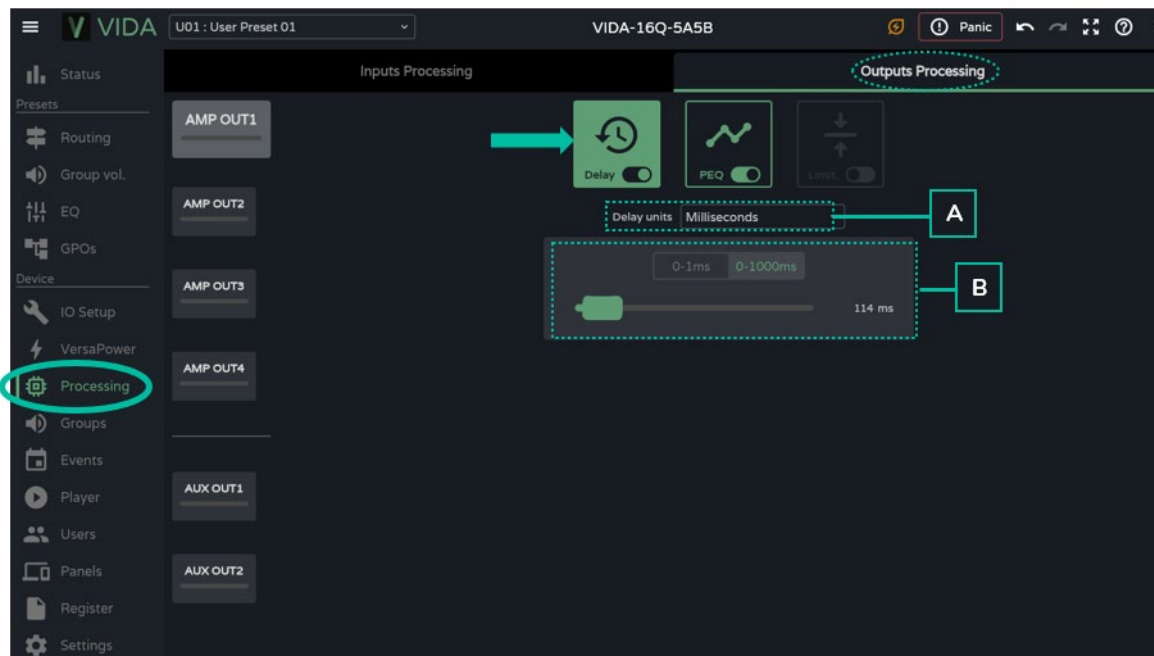 VIDA
U01 : User Preset 01
VIDA-16Q-5A5B
Panic
Status
Presets
Routing
Group vol.
EQ
GPOs
Device
IO Setup
VersaPower
Processing
Groups
Events
Player
Users
Panels
Register
Settings
Inputs Processing
Outputs Processing
AMP OUT1
AMP OUT2
AMP OUT3
AMP OUT4
AUX OUT1
AUX OUT2
Delay
PEQ
Limit.
Delay units Milliseconds
A
0-1ms 0-1000ms
114 ms
B